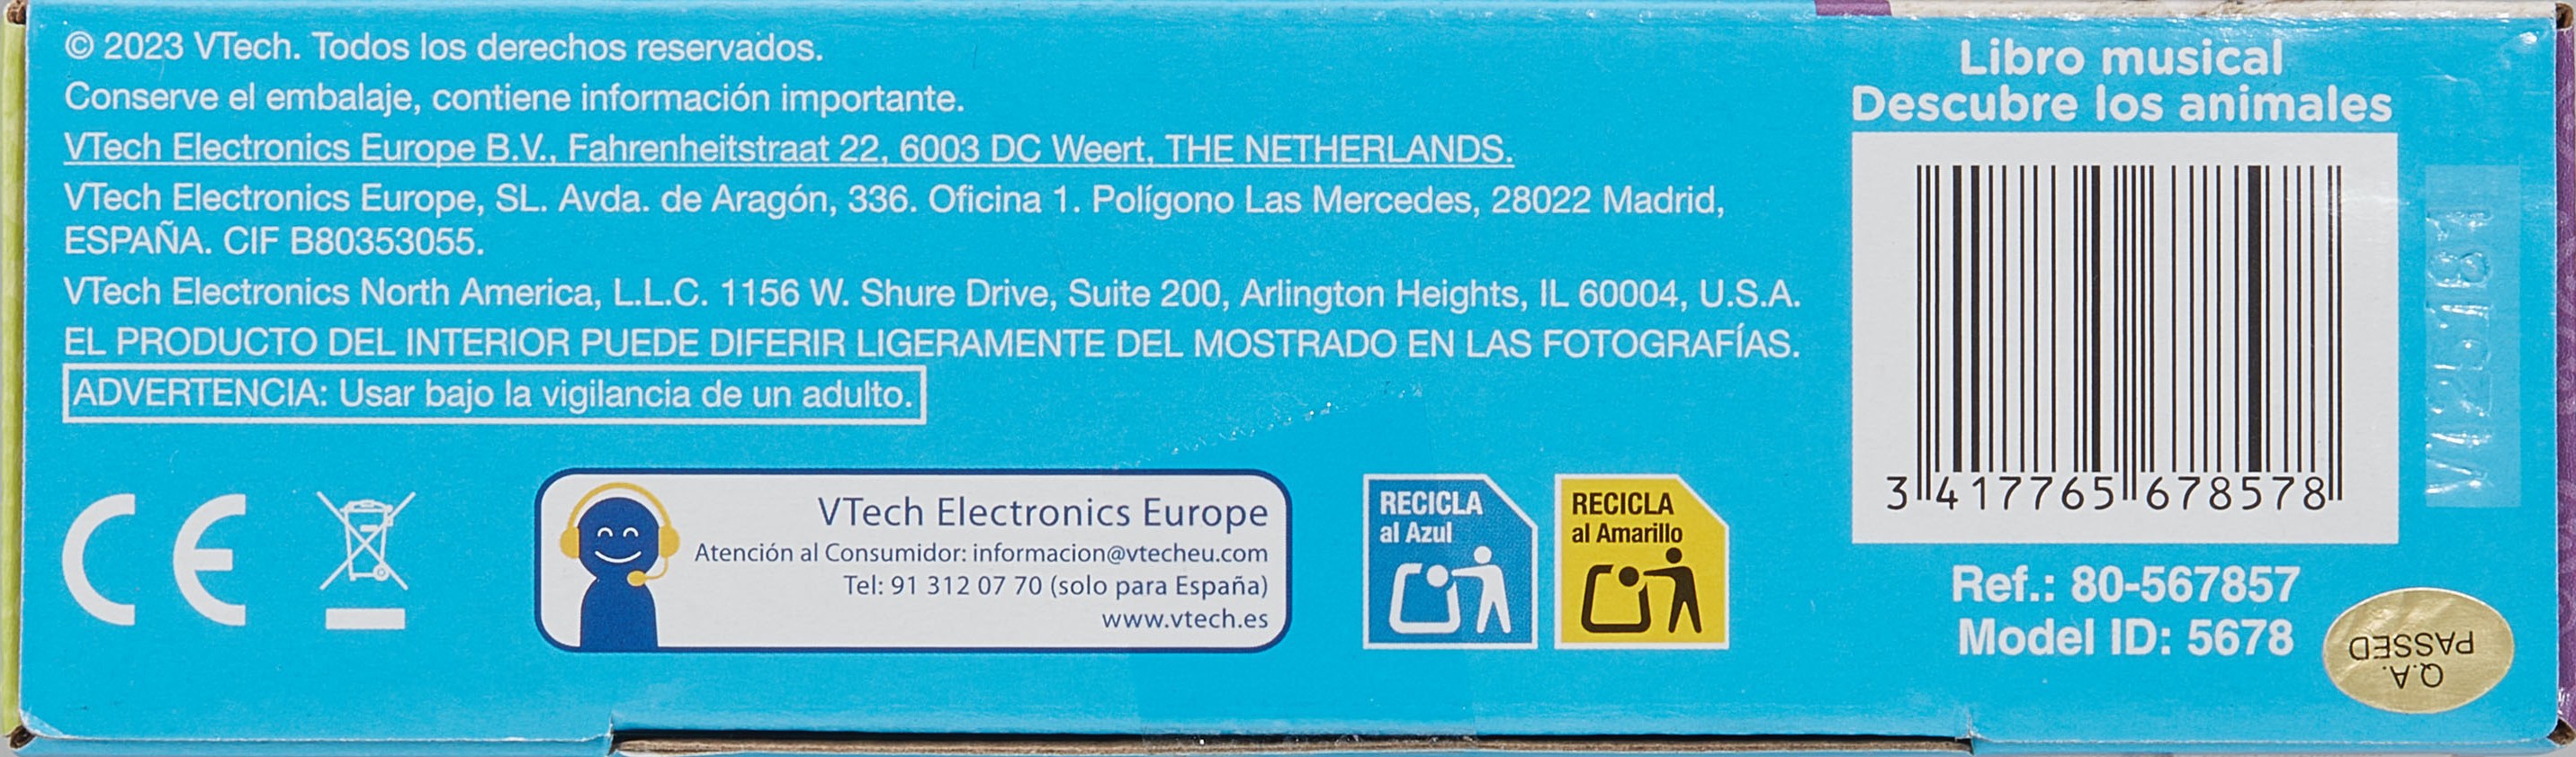 © 2023 VTech. Todos los derechos reservados.
Conserve el embalaje, contiene información importante.
VTech Electronics Europe B.V., Fahrenheitstraat 22, 6003 DC Weert, THE NETHERLANDS.
VTech Electronics Europe, SL. Avda. de Aragón, 336. Oficina 1. Polígono Las Mercedes, 28022 Madrid,
ESPAÑA. CIF B80353055.
VTech Electronics North America, L.L.C. 1156 W. Shure Drive, Suite 200, Arlington Heights, IL 60004, U.S.A.
EL PRODUCTO DEL INTERIOR PUEDE DIFERIR LIGERAMENTE DEL MOSTRADO EN LAS FOTOGRAFÍAS.
ADVERTENCIA: Usar bajo la vigilancia de un adulto.
CE
VTech Electronics Europe
Atención al Consumidor: informacion@vtecheu.com
Tel: 91 312 07 70 (solo para España)
www.vtech.es
RECICLA
al Azul
RECICLA
al Amarillo
Libro musical
Descubre los animales
3 417765 678578
Ref.: 80-567857
Model ID: 5678
Q.A.
PASSED